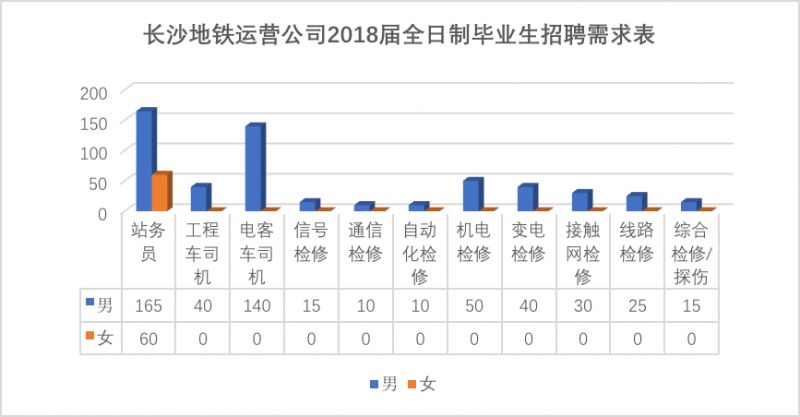 长沙地铁运营公司2018届全日制毕业生招聘需求表
200
150
100
50
0
站务员 工程车司机 电客车司机 信号检修 通信检修 自动化检修 机电检修 变电检修 接触网检修 线路检修 综合检修/探伤
男 165 40 140 15 10 10 50 40 30 25 15
女 60 0 0 0 0 0 0 0 0 0 0
男 女